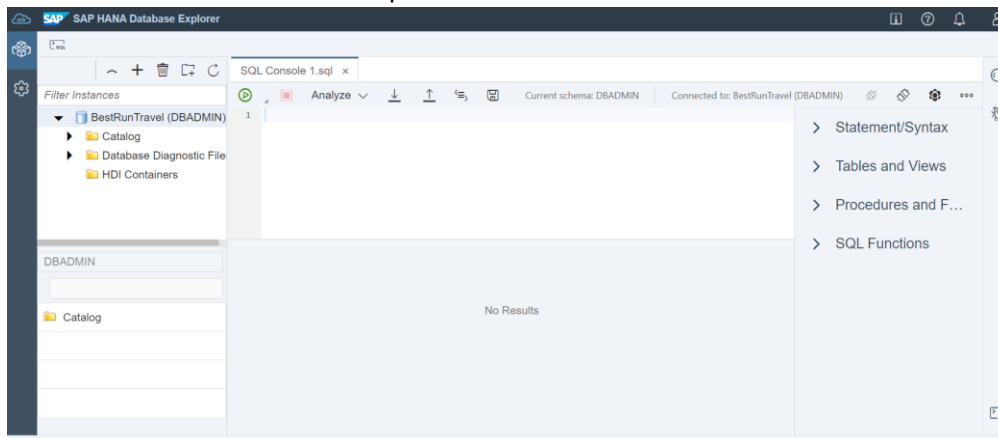 SAP SAP HANA Database Explorer
SQL
SQL Console 1.sql ×
Filter Instances
Analyze
Current schema: DBADMIN
Connected to: BestRunTravel (DBADMIN)
BestRunTravel (DBADMIN)
1
Catalog
Database Diagnostic File
HDI Containers
Statement/Syntax
Tables and Views
Procedures and F...
SQL Functions
DBADMIN
Catalog
No Results